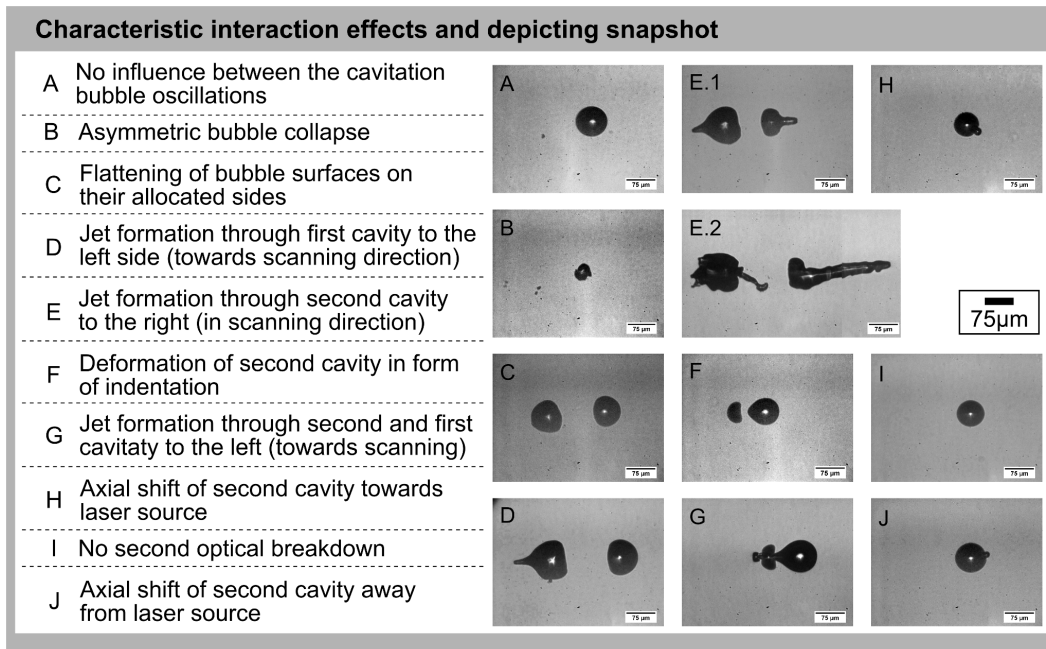 Characteristic interaction effects and depicting snapshot
A No influence between the cavitation
bubble oscillations
B Asymmetric bubble collapse
C Flattening of bubble surfaces on
their allocated sides
D Jet formation through first cavity to the
left side (towards scanning direction)
E Jet formation through second cavity
to the right (in scanning direction)
F Deformation of second cavity in form
of indentation
G Jet formation through second and first
cavitaty to the left (towards scanning)
H Axial shift of second cavity towards
laser source
I No second optical breakdown
J Axial shift of second cavity away
from laser source
A
75 µm
E.1
75 µm
H
75 µm
B
75 µm
E.2
75 µm
75µm
C
75 µm
F
75 µm
I
75 µm
D
75 µm
G
75 µm
J
75 µm